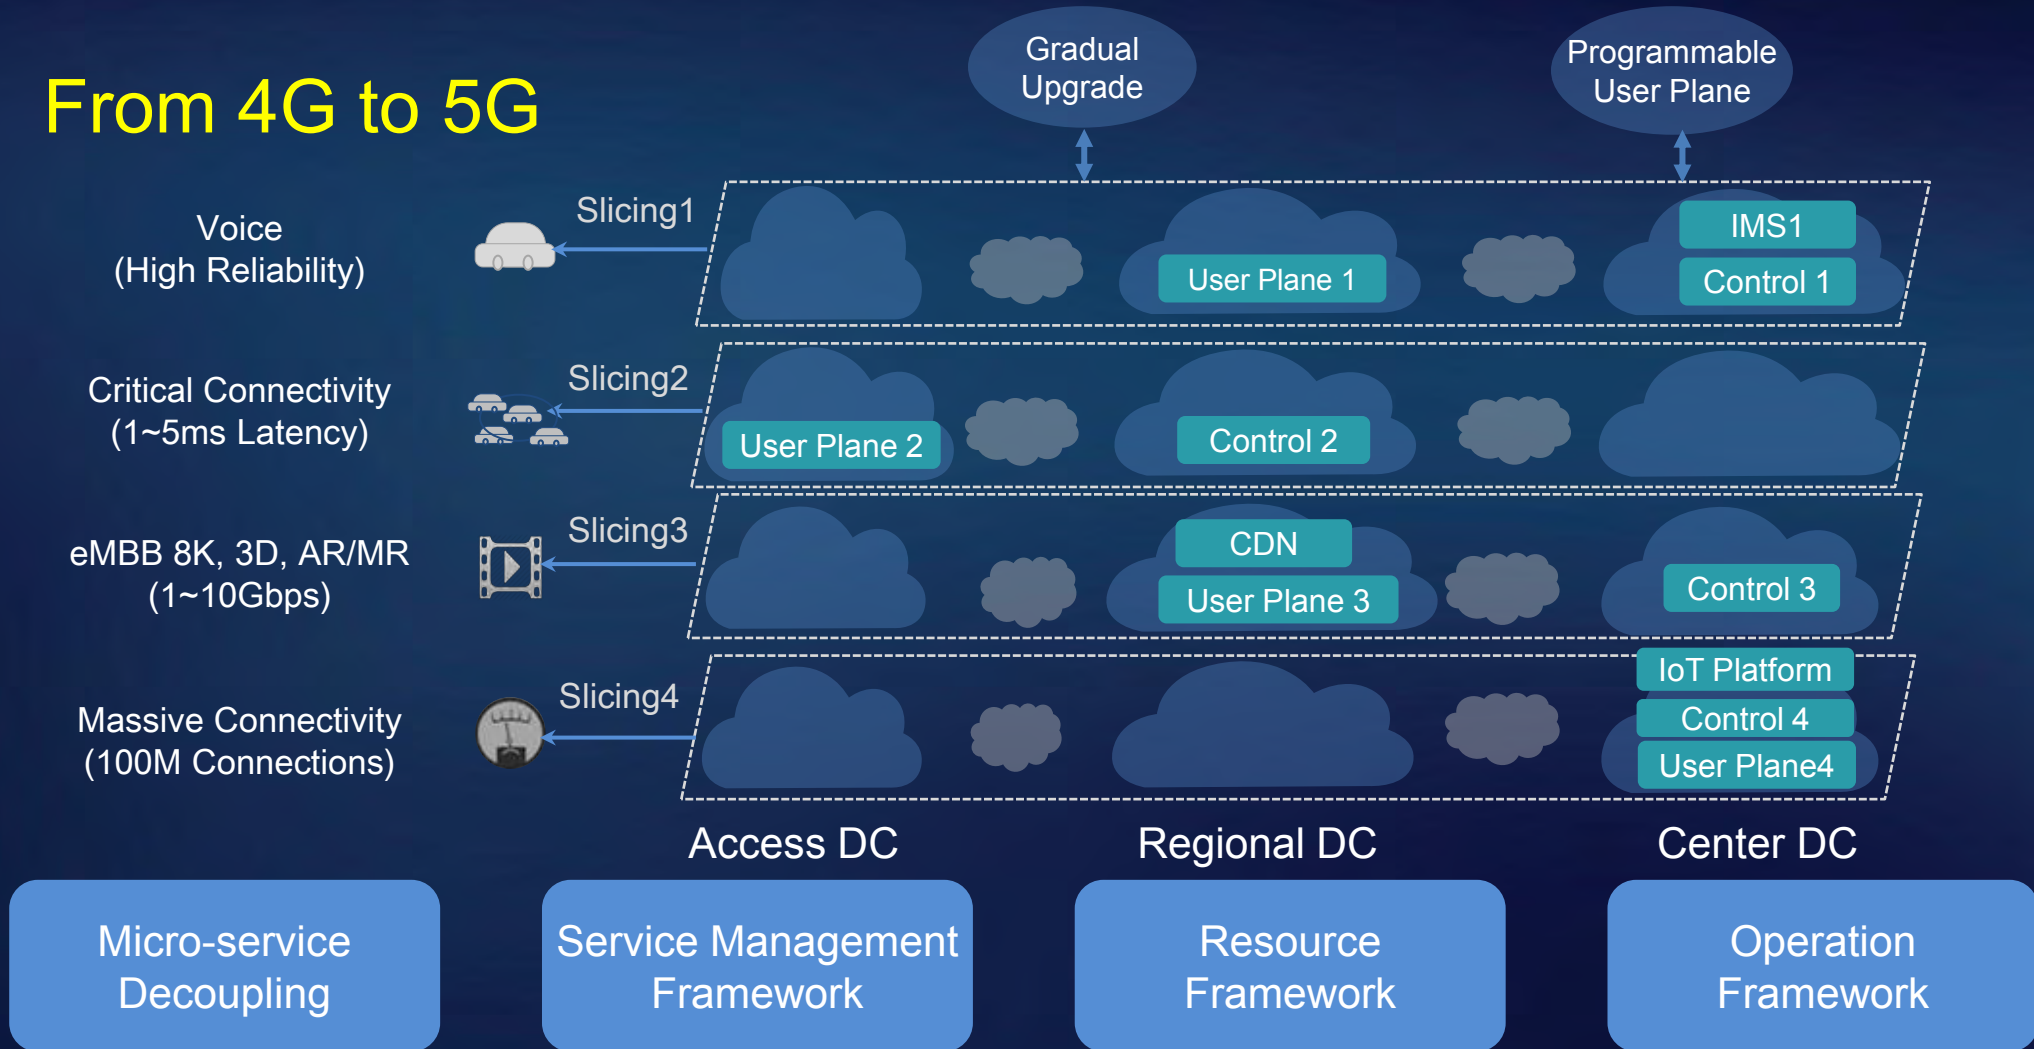 Gradual
Upgrade
Programmable
User Plane
From 4G to 5G
Voice
(High Reliability)
Slicing1
User Plane 1
IMS1
Control 1
Critical Connectivity
(1~5ms Latency)
Slicing2
User Plane 2
Control 2
eMBB 8K, 3D, AR/MR
(1~10Gbps)
Slicing3
CDN
User Plane 3
Control 3
Massive Connectivity
(100M Connections)
Slicing4
IoT Platform
Control 4
User Plane4
Access DC
Regional DC
Center DC
Micro-service
Decoupling
Service Management
Framework
Resource
Framework
Operation
Framework